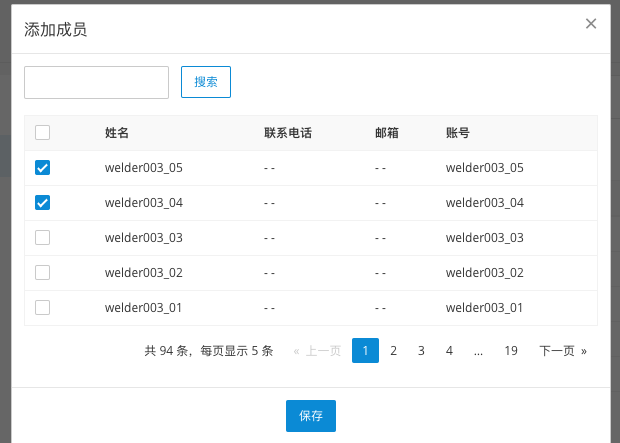 添加成员 ×
搜索
姓名 联系电话 邮箱 账号
welder003_05 - - - - welder003_05
welder003_04 - - - - welder003_04
welder003_03 - - - - welder003_03
welder003_02 - - - - welder003_02
welder003_01 - - - - welder003_01
共 94 条，每页显示 5 条 « 上一页 1 2 3 4 ... 19 下一页 »
保存